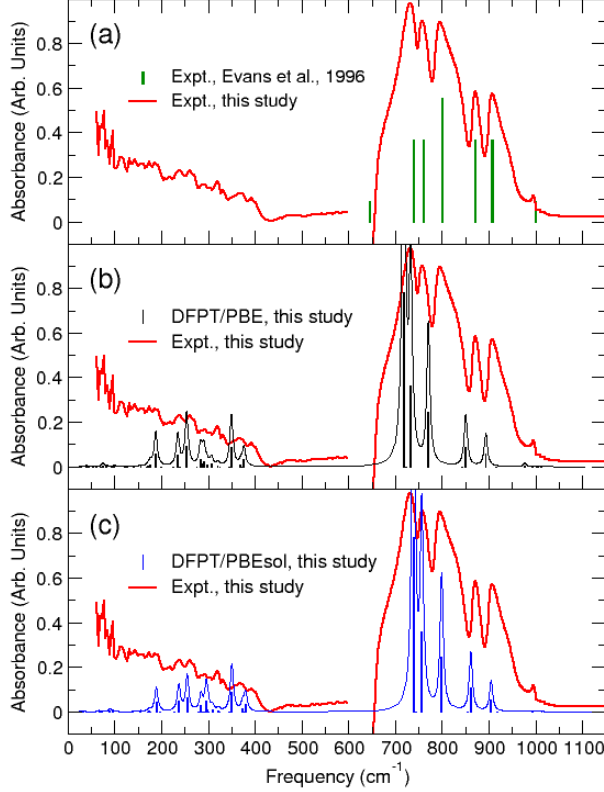 (a)
Expt., Evans et al., 1996
Expt., this study
Absorbance (Arb. Units)
0.8
0.6
0.4
0.2
0
(b)
DFPT/PBE, this study
Expt., this study
Absorbance (Arb. Units)
0.8
0.6
0.4
0.2
0
(c)
DFPT/PBEsol, this study
Expt., this study
Absorbance (Arb. Units)
0.8
0.6
0.4
0.2
0
0 100 200 300 400 500 600 700 800 900 1000 1100
Frequency (cm⁻¹)